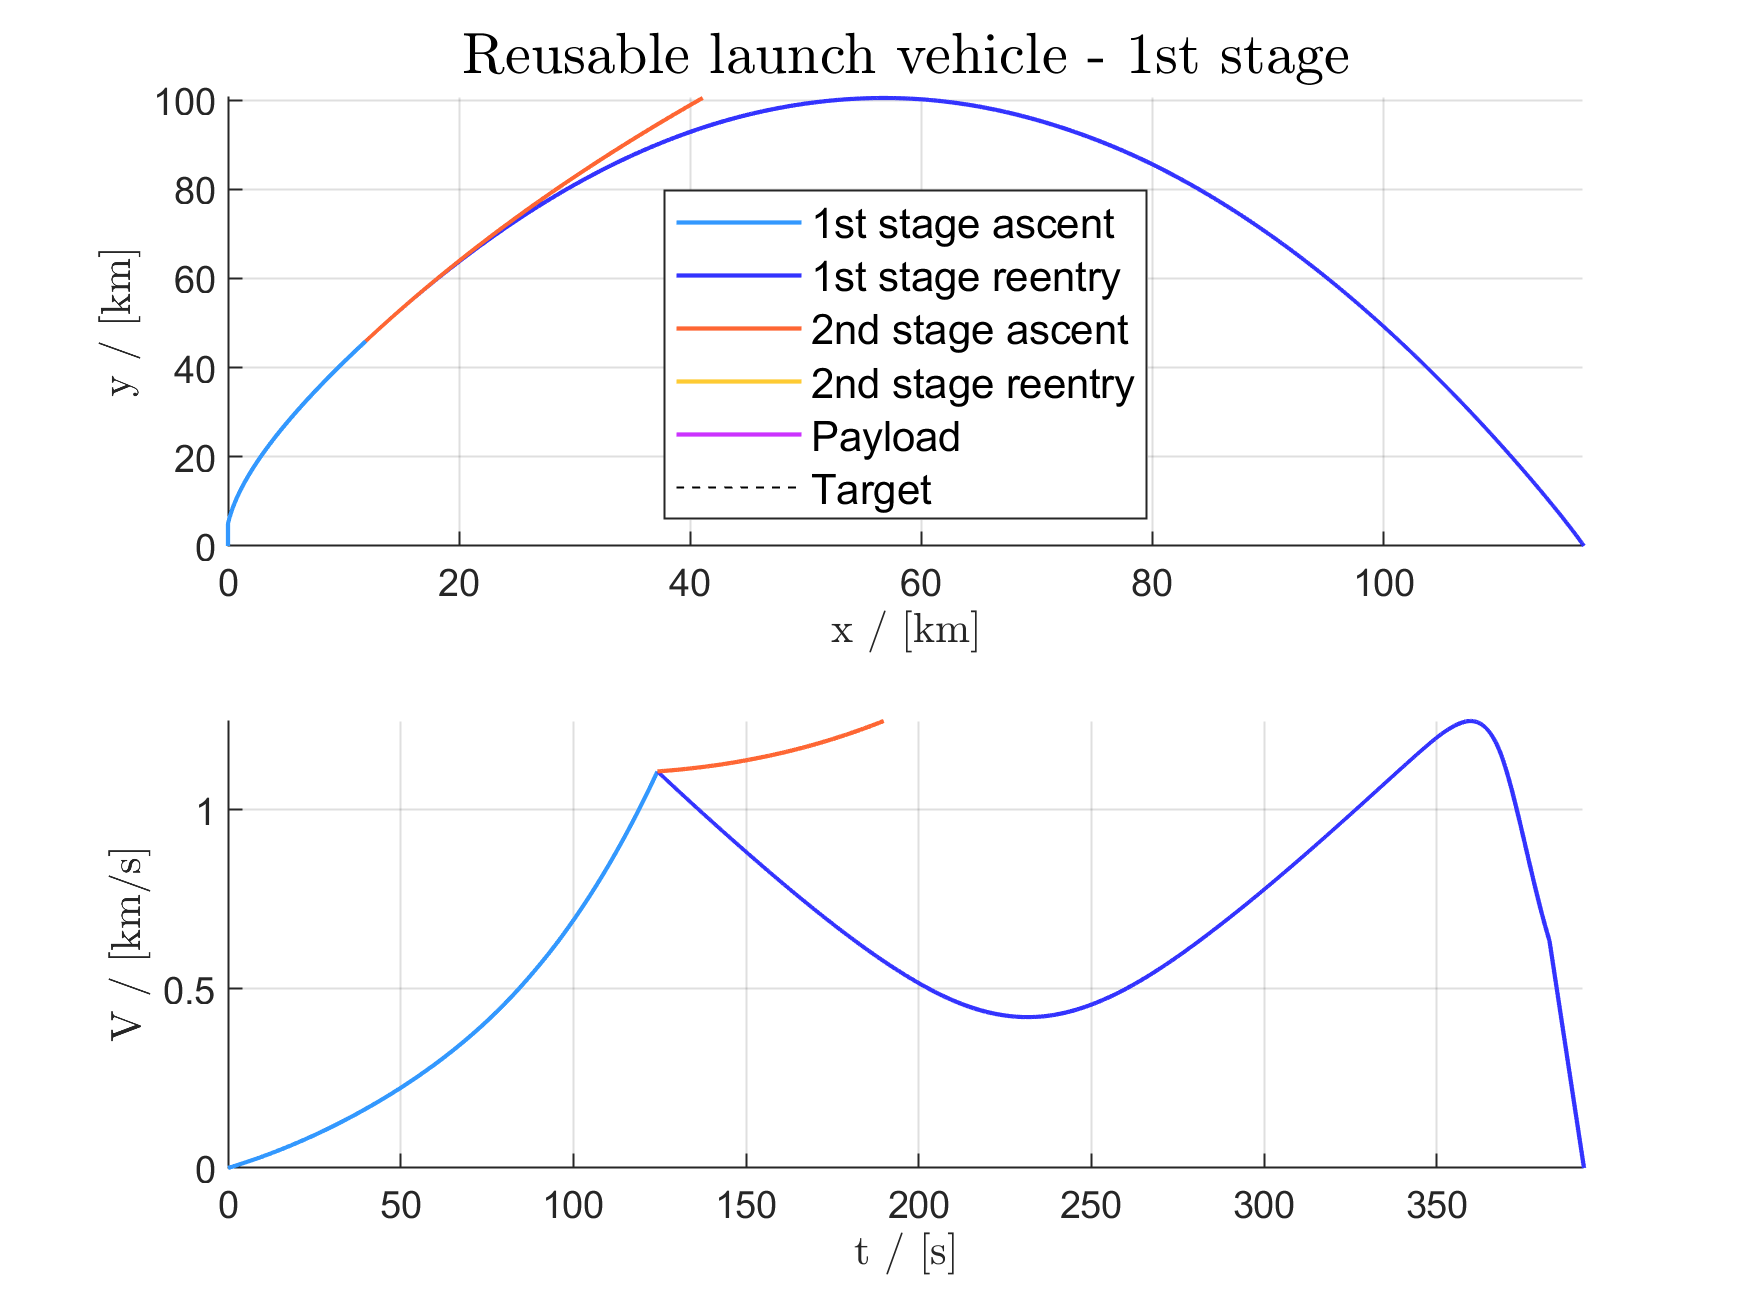 Reusable launch vehicle - 1st stage
100
80
60
40
20
0
y / [km]
1st stage ascent
1st stage reentry
2nd stage ascent
2nd stage reentry
Payload
Target
0 20 40 60 80 100
x / [km]
1
0.5
0
V / [km/s]
0 50 100 150 200 250 300 350
t / [s]